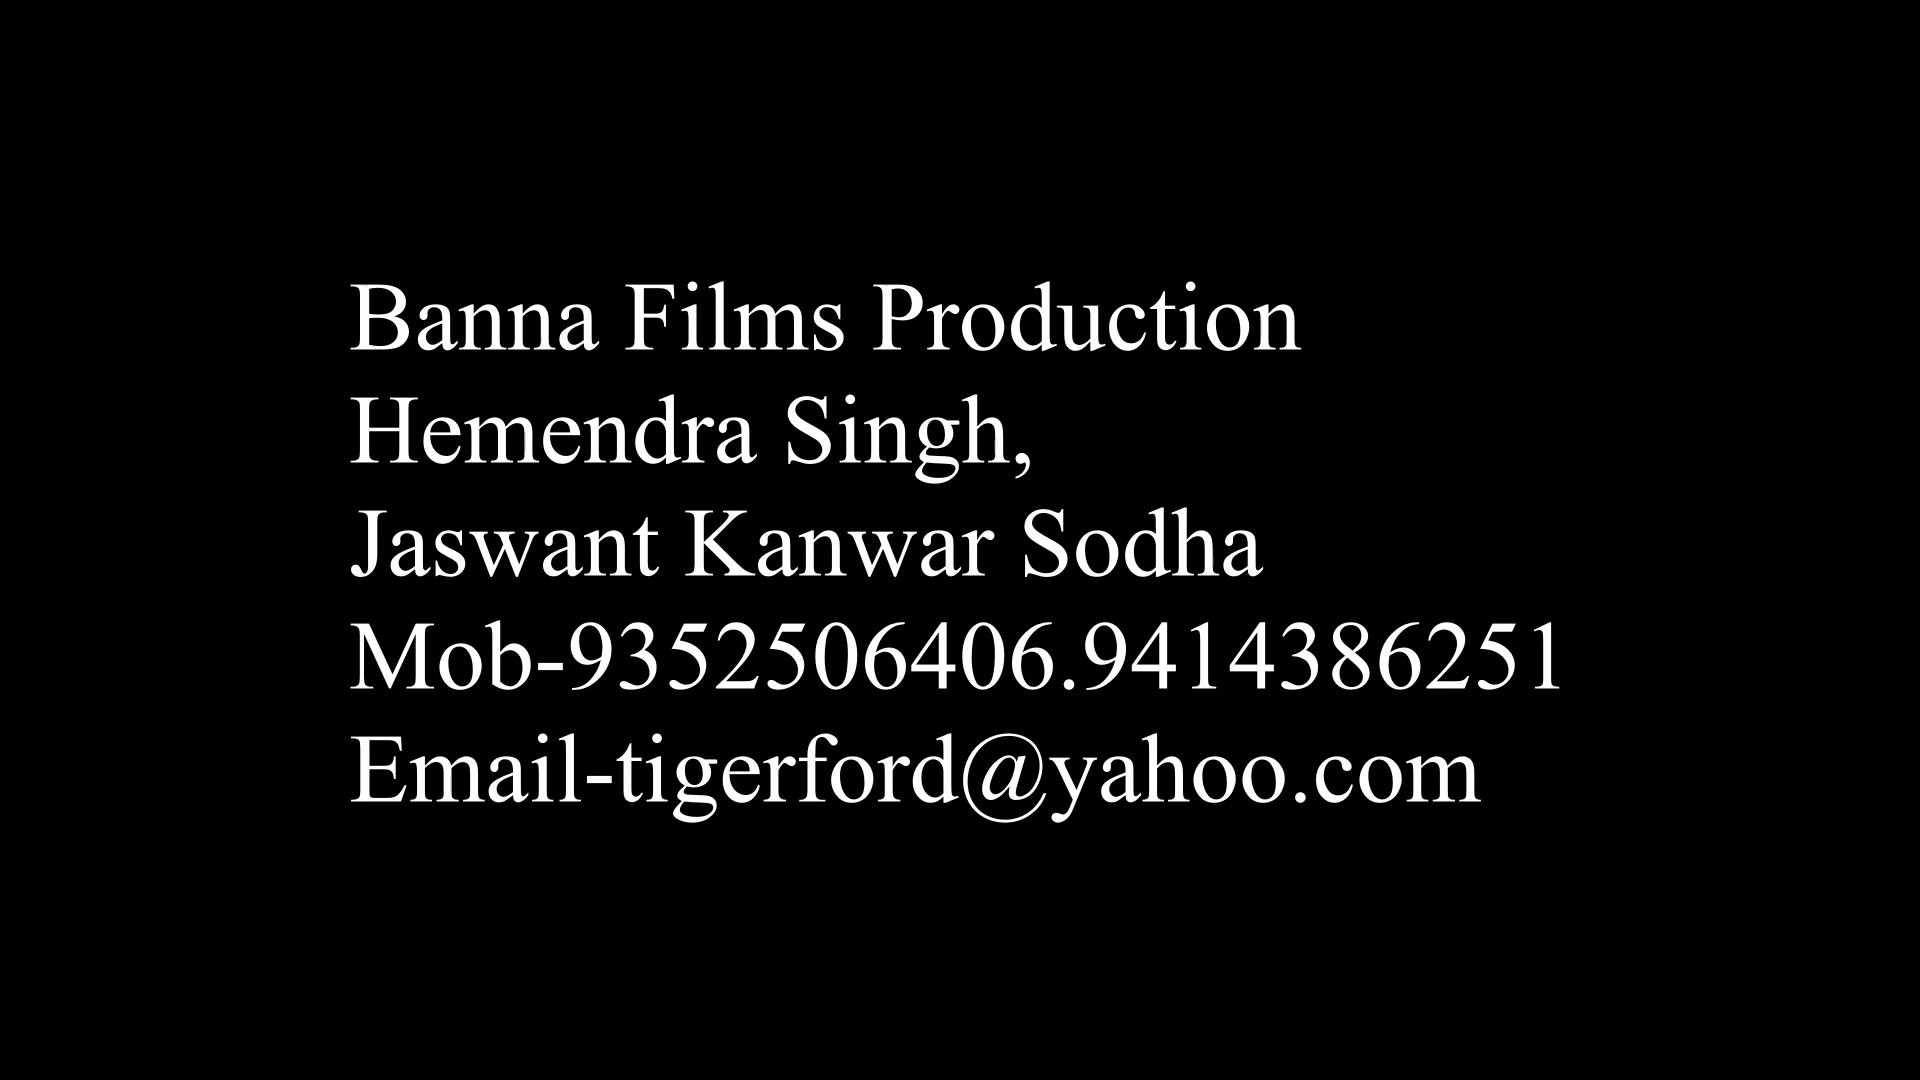 Banna Films Production
Hemendra Singh,
Jaswant Kanwar Sodha
Mob-9352506406.9414386251
Email-tigerford@yahoo.com